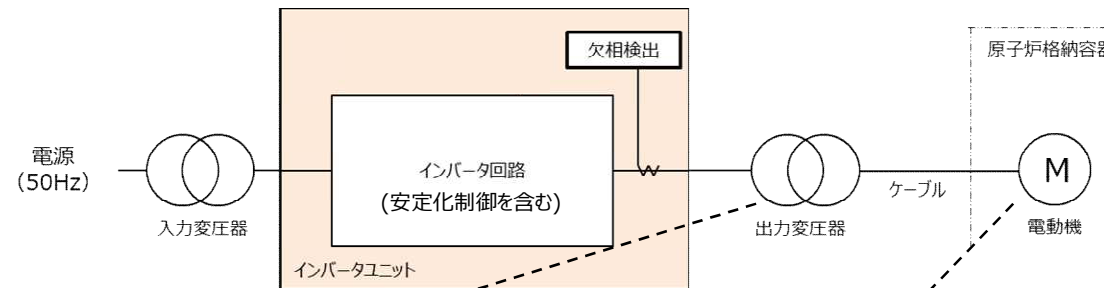 欠相検出
原子炉格納容器
電源
(50Hz)
インバータ回路
(安定化制御を含む)
M
ケーブル
入力変圧器
出力変圧器
電動機
インバータユニット